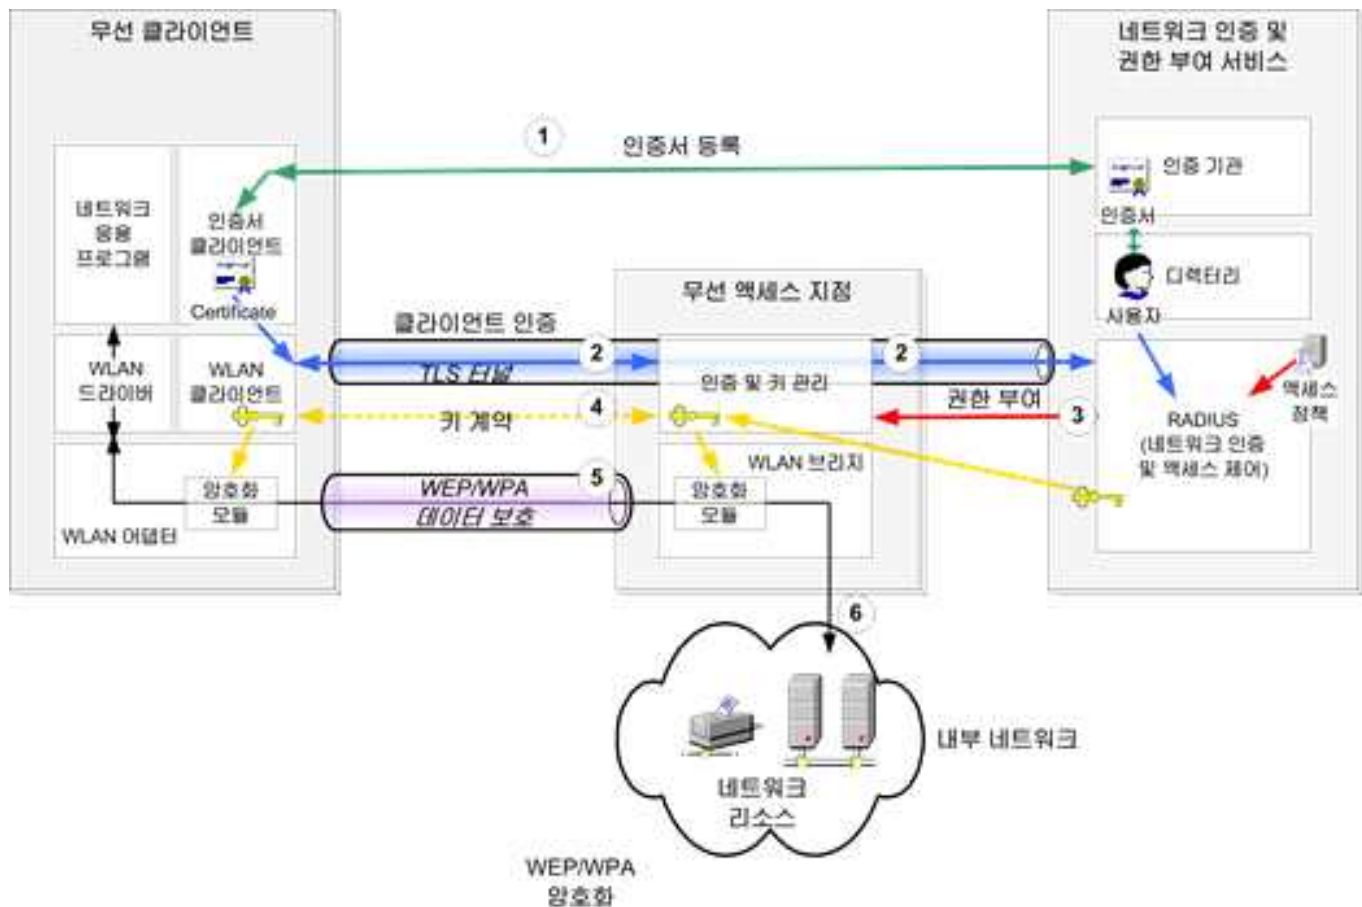 무선 클라이언트
네트워크 인증 및
권한 부여 서비스
1
인증서 등록
인증 기관
인증서
네트워크
응용
프로그램
인증서
클라이언트
Certificate
디렉터리
사용자
무선 액세스 지점
클라이언트 인증
2
2
TLS 터널
WLAN
드라이버
WLAN
클라이언트
인증 및 키 관리
액세스
정책
4
키 계약
권한 부여
3
RADIUS
(네트워크 인증
및 액세스 제어)
WLAN 브리지
5
WEP/WPA
데이터 보호
암호화
모듈
암호화
모듈
WLAN 어댑터
6
내부 네트워크
네트워크
리소스
WEP/WPA
암호화